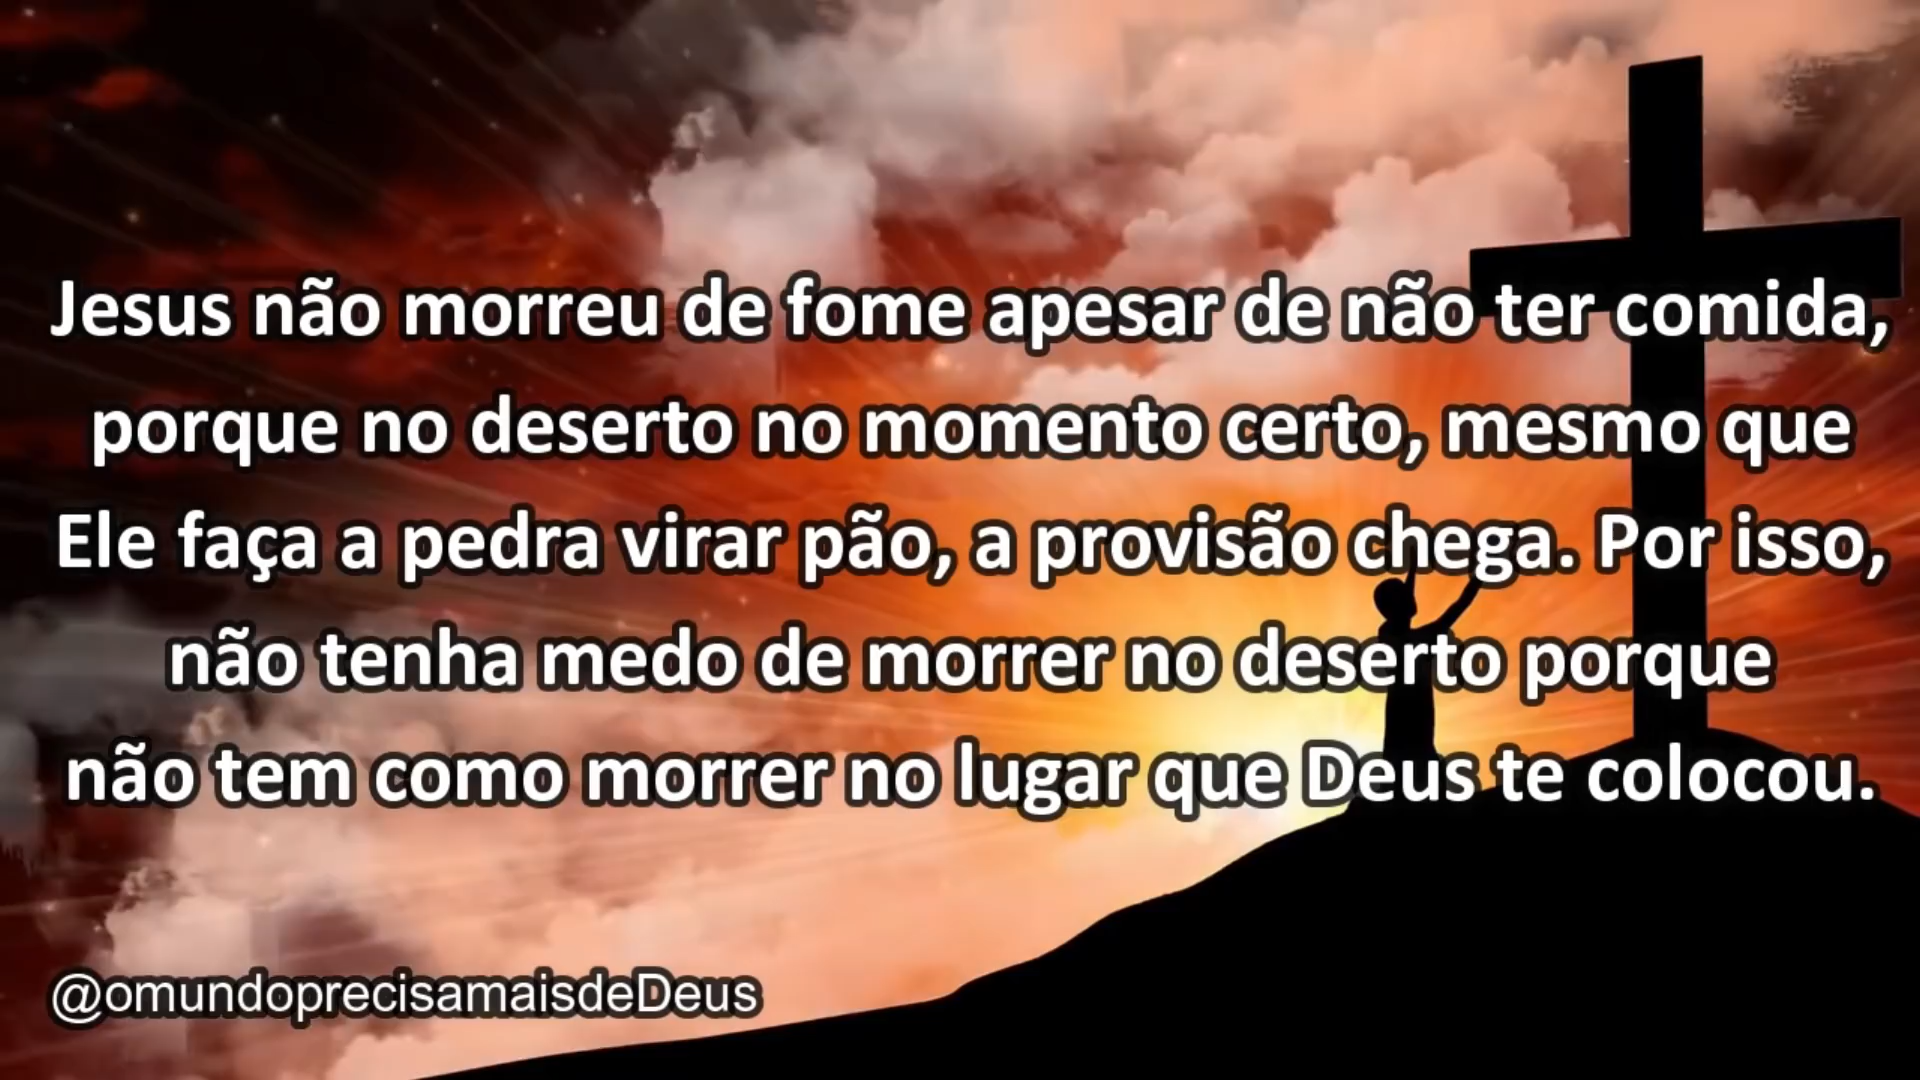 Jesus não morreu de fome apesar de não ter comida,
porque no deserto no momento certo, mesmo que
Ele faça a pedra virar pão, a provisão chega. Por isso,
não tenha medo de morrer no deserto porque
não tem como morrer no lugar que Deus te colocou.
@omundoprecisamaisdeDeus